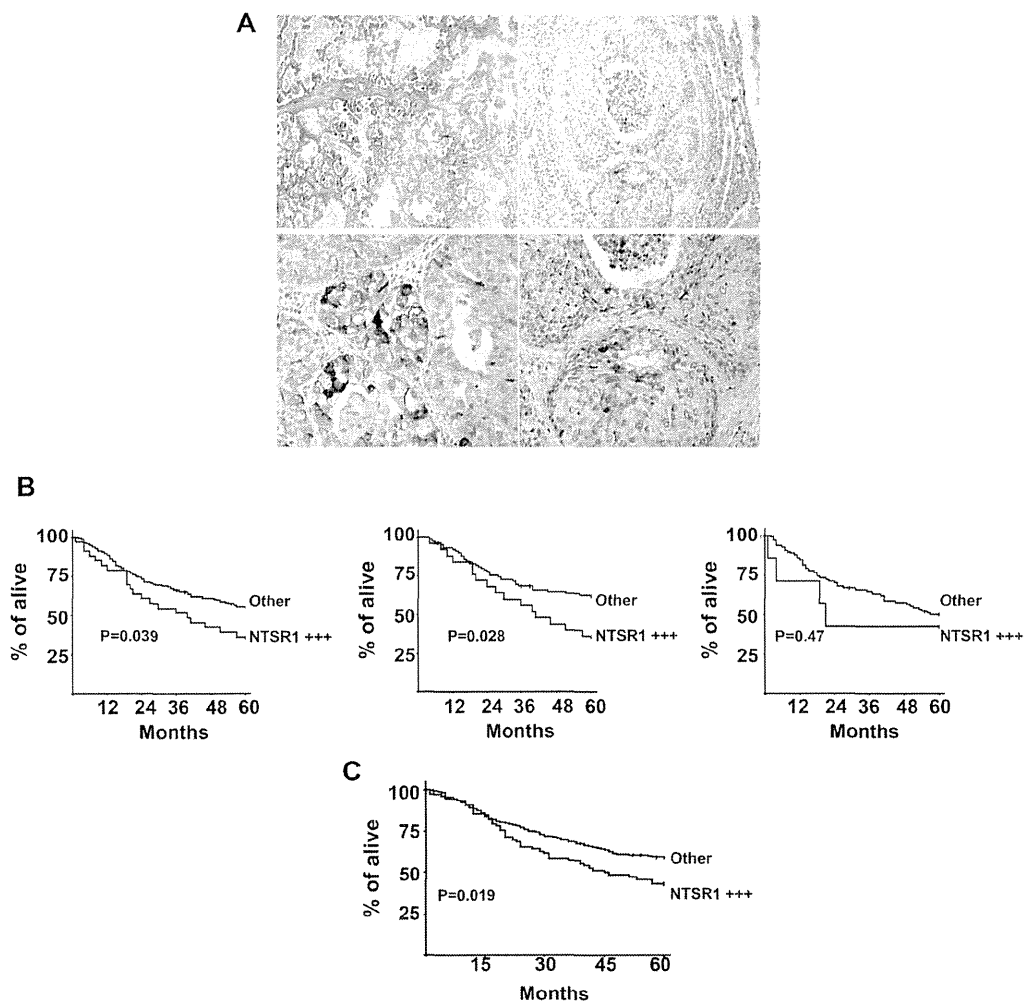 A
B
% of alive
100
75
50
25
P=0.039
Other
NTSR1 +++
12 24 36 48 60
Months
% of alive
100
75
50
25
P=0.028
Other
NTSR1 +++
12 24 36 48 60
Months
% of alive
100
75
50
25
P=0.47
Other
NTSR1 +++
12 24 36 48 60
Months
C
% of alive
100
75
50
25
P=0.019
Other
NTSR1 +++
15 30 45 60
Months